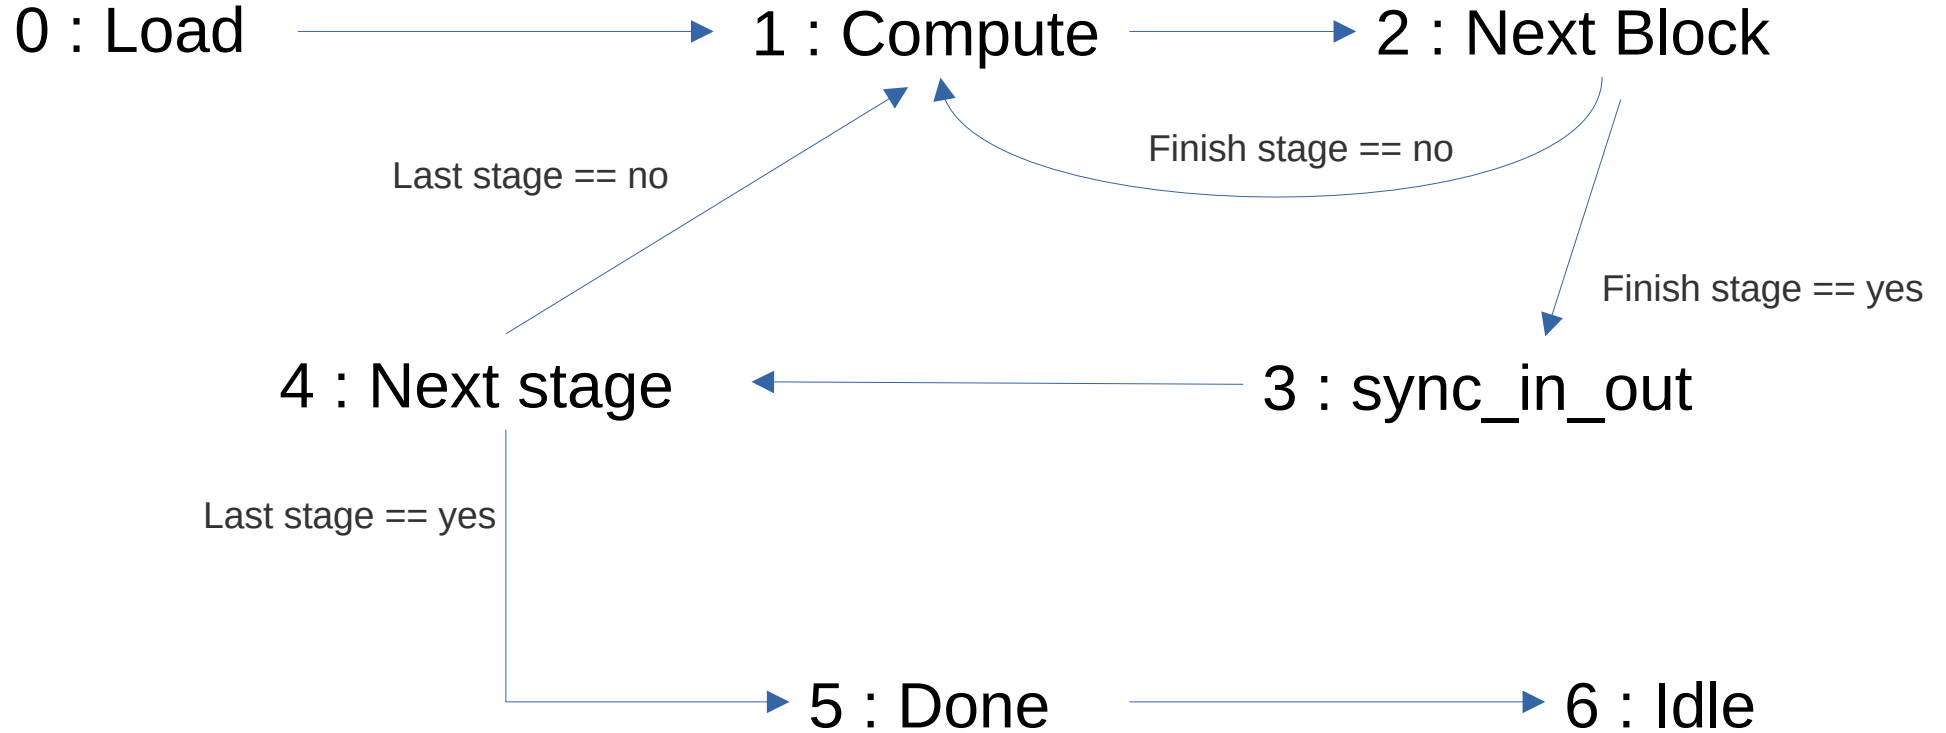 0 : Load
1 : Compute
2 : Next Block
Finish stage == no
Last stage == no
Finish stage == yes
4 : Next stage
3 : sync_in_out
Last stage == yes
5 : Done
6 : Idle